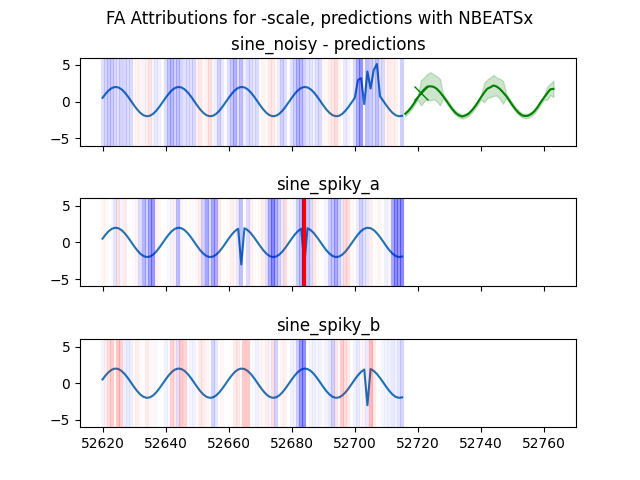 FA Attributions for -scale, predictions with NBEATSx
sine_noisy - predictions
5
0
−5
sine_spiky_a
5
0
−5
sine_spiky_b
5
0
−5
52620 52640 52660 52680 52700 52720 52740 52760